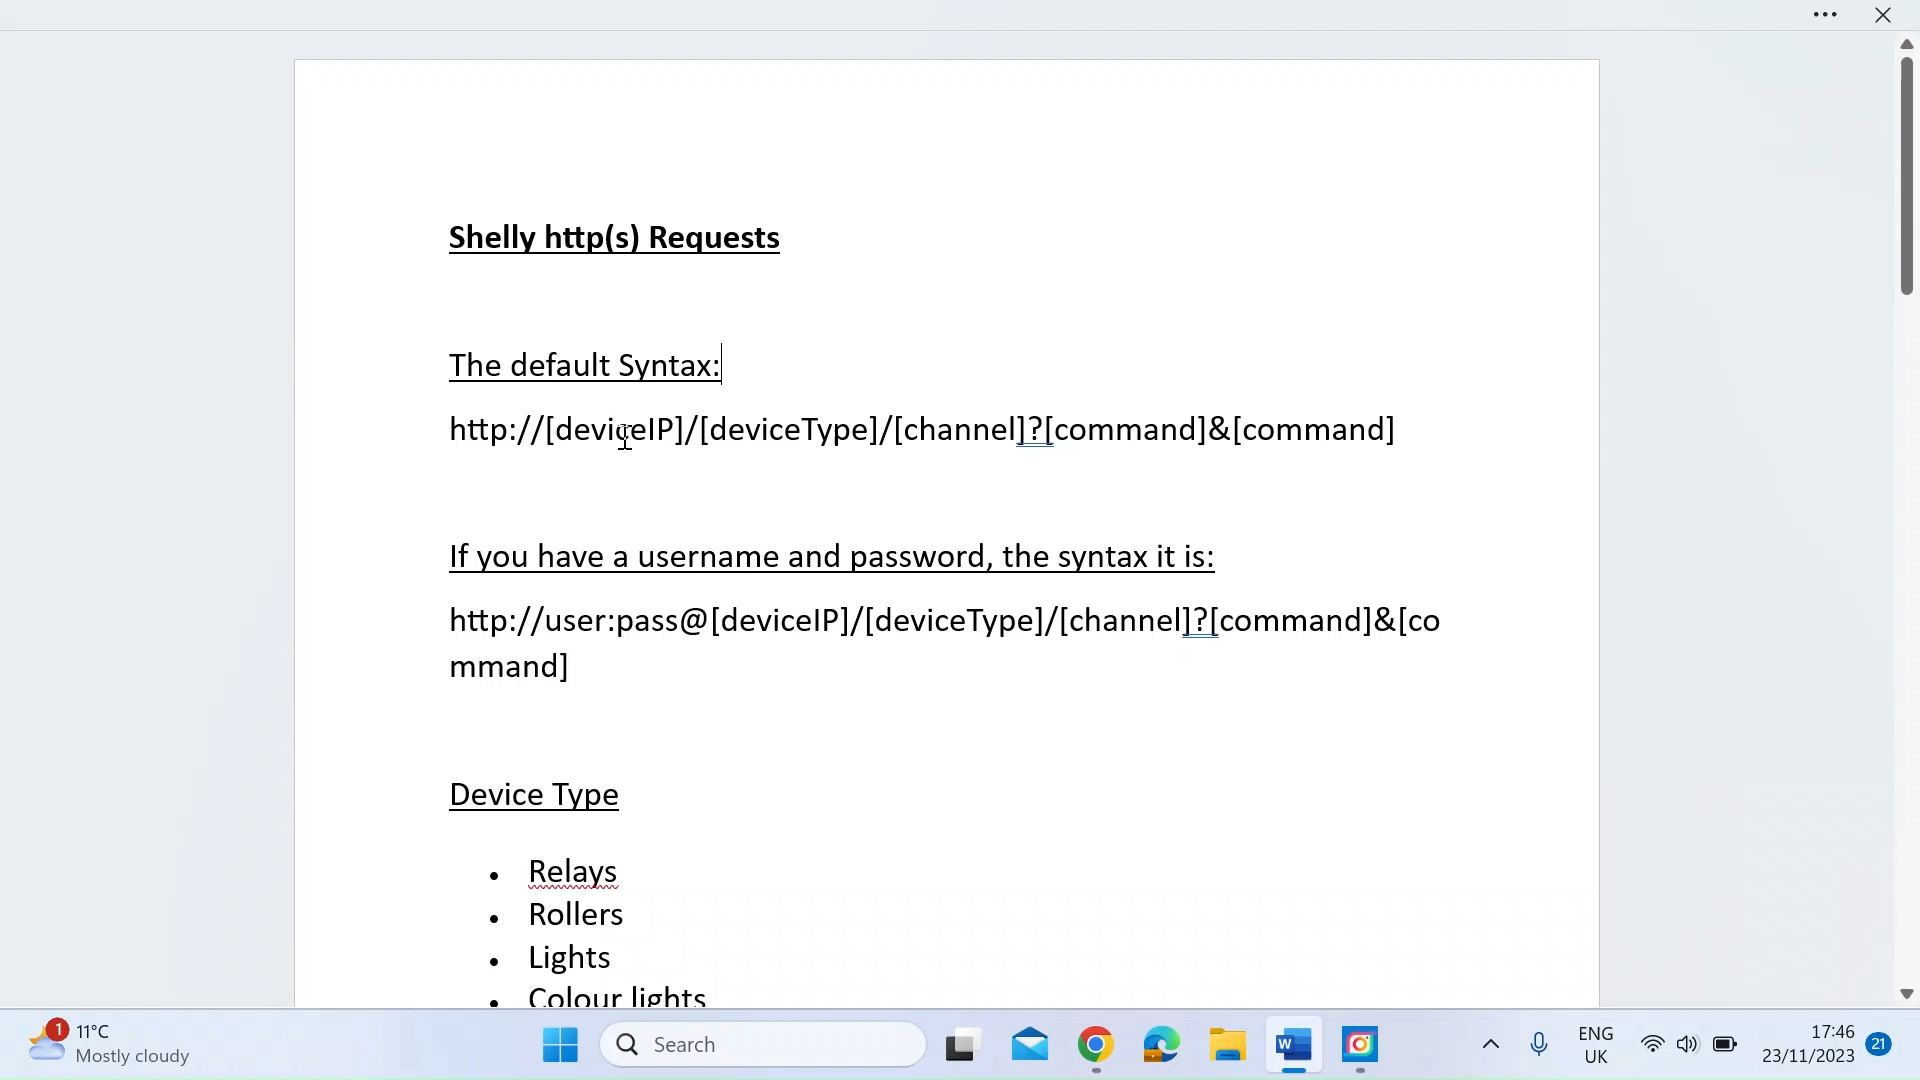 Shelly http(s) Requests
The default Syntax:
http://[deviceIP]/[deviceType]/[channel]?[command]&[command]
If you have a username and password, the syntax it is:
http://user:pass@[deviceIP]/[deviceType]/[channel]?[command]&[co
mmand]
Device Type
• Relays
• Rollers
• Lights
• Colour lights
1
11°C
Mostly cloudy
Search
W
ENG
UK
17:46
23/11/2023
21